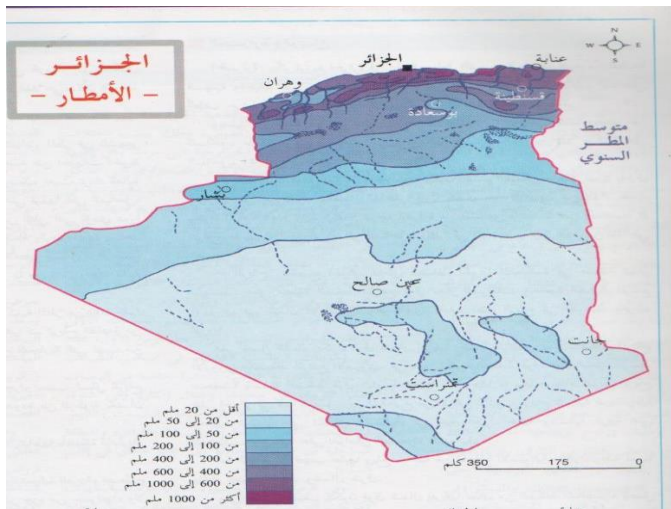 الجزائر
- الأمطار -
N
W E
S
الجزائر
عنابة
وهران
قسنطينة
بوسعادة
متوسط
المطر
السنوي
بشار
عين صالح
جانت
تمنراست
أقل من 20 ملم
من 20 إلى 50 ملم
من 50 إلى 100 ملم
من 100 إلى 200 ملم
من 200 إلى 400 ملم
من 400 إلى 600 ملم
من 600 إلى 1000 ملم
أكثر من 1000 ملم
0 175 350 كلم